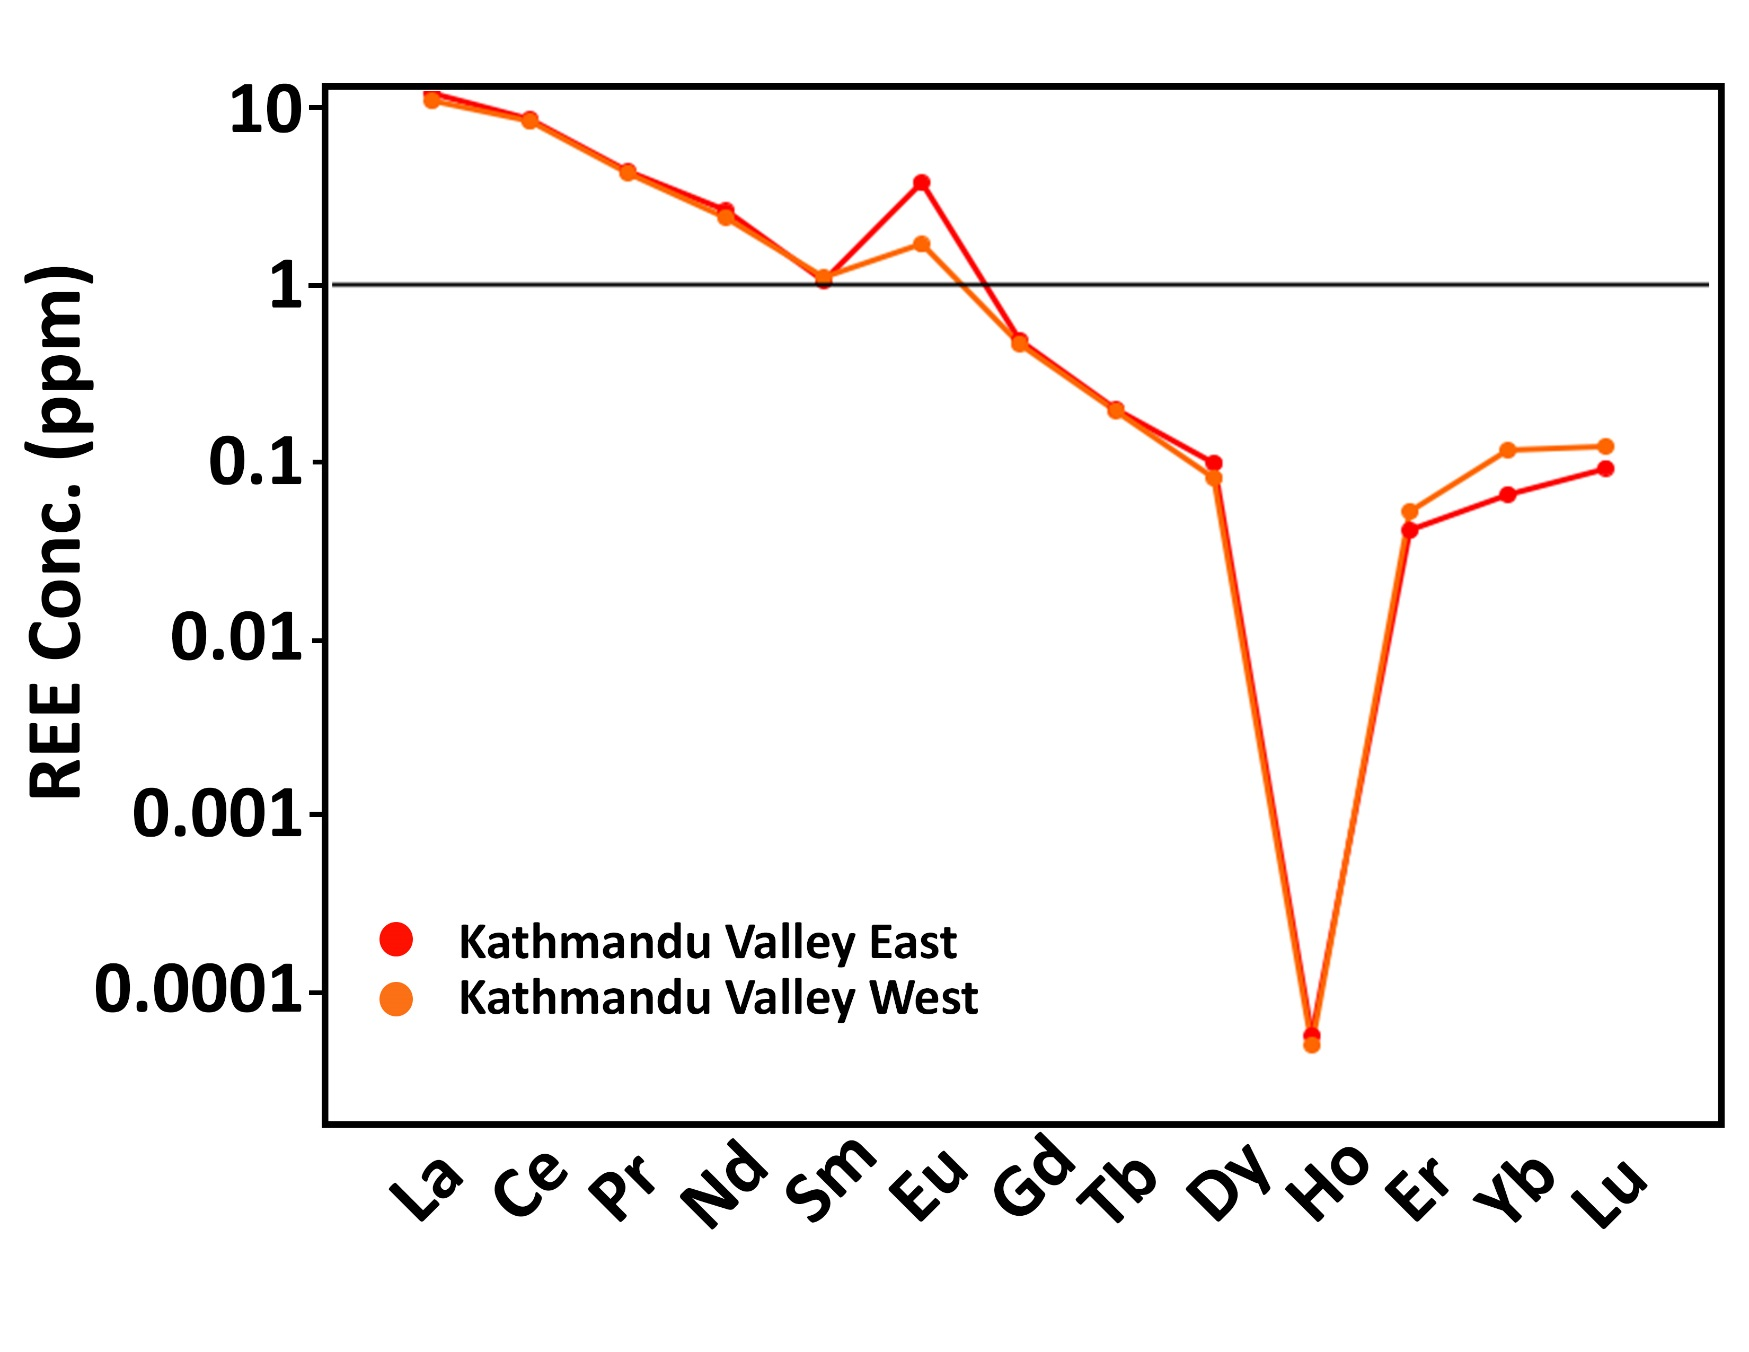 10
1
0.1
0.01
0.001
0.0001
REE Conc. (ppm)
Kathmandu Valley East
Kathmandu Valley West
La Ce Pr Nd Sm Eu Gd Tb Dy Ho Er Yb Lu